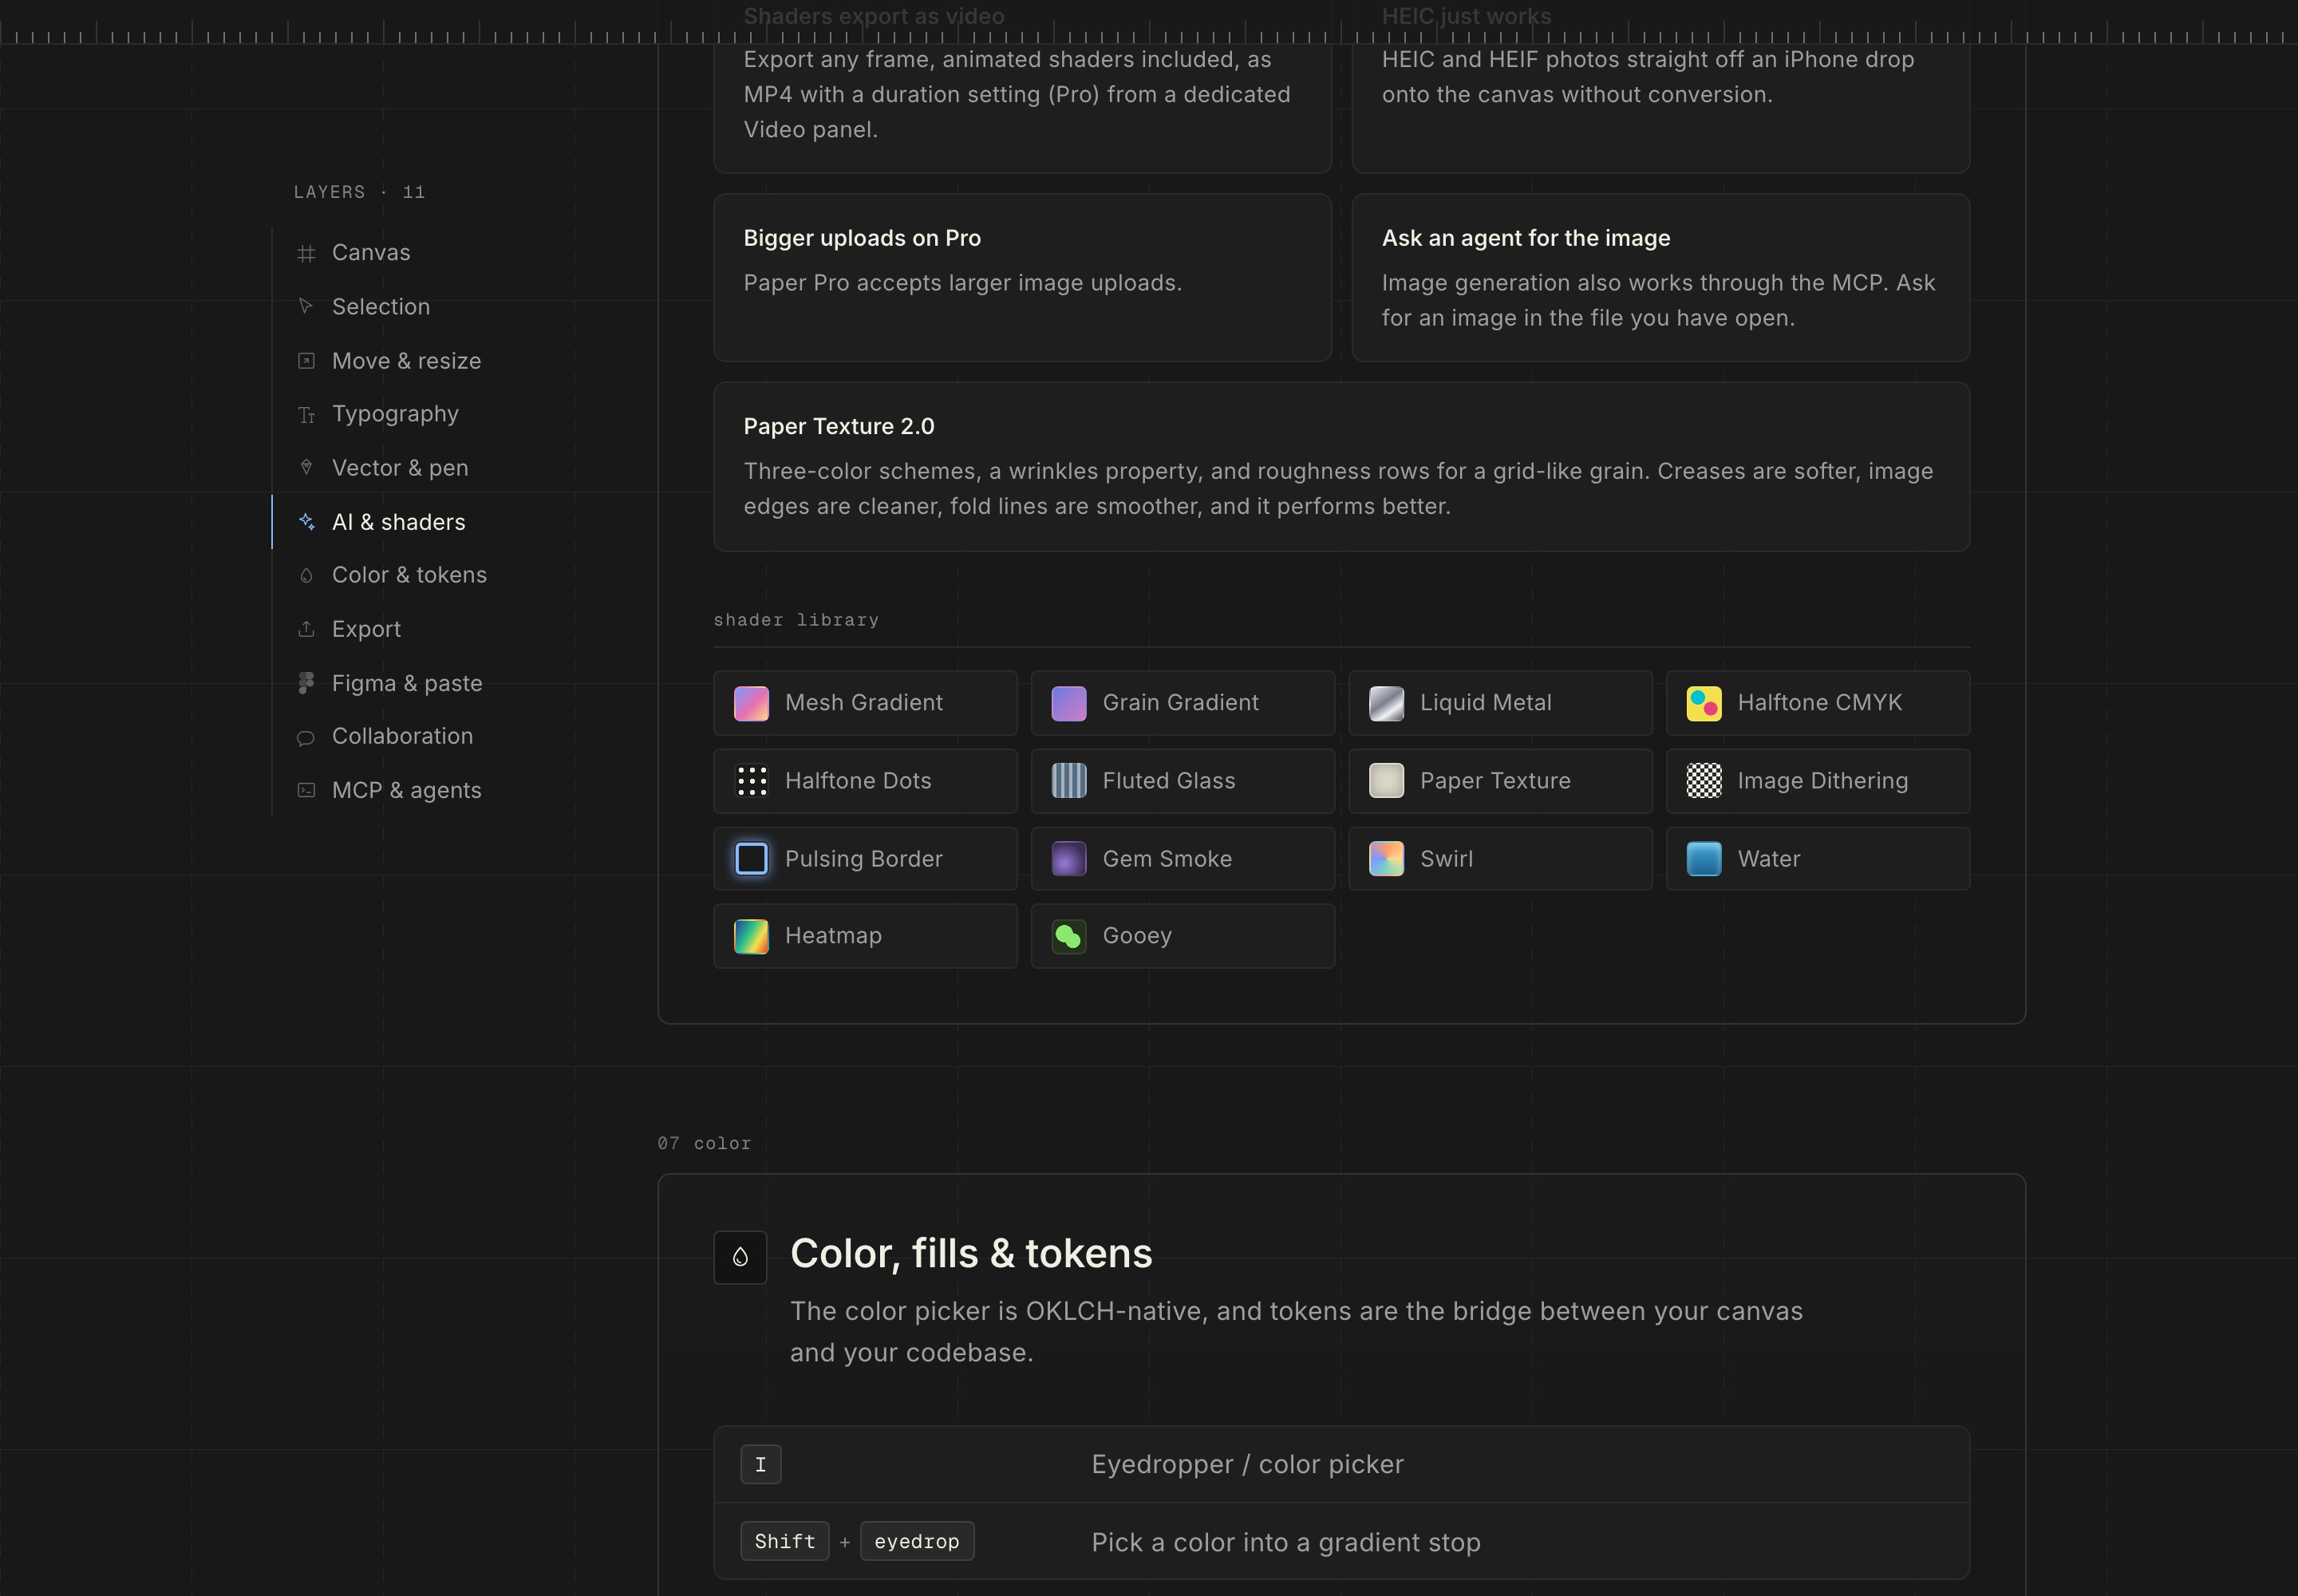 Shaders export as video
Export any frame, animated shaders included, as
MP4 with a duration setting (Pro) from a dedicated
Video panel.
HEIC just works
HEIC and HEIF photos straight off an iPhone drop
onto the canvas without conversion.
LAYERS · 11
Canvas
Selection
Move & resize
Typography
Vector & pen
AI & shaders
Color & tokens
Export
Figma & paste
Collaboration
MCP & agents
Bigger uploads on Pro
Paper Pro accepts larger image uploads.
Ask an agent for the image
Image generation also works through the MCP. Ask
for an image in the file you have open.
Paper Texture 2.0
Three-color schemes, a wrinkles property, and roughness rows for a grid-like grain. Creases are softer, image
edges are cleaner, fold lines are smoother, and it performs better.
shader library
Mesh Gradient
Grain Gradient
Liquid Metal
Halftone CMYK
Halftone Dots
Fluted Glass
Paper Texture
Image Dithering
Pulsing Border
Gem Smoke
Swirl
Water
Heatmap
Gooey
07 color
Color, fills & tokens
The color picker is OKLCH-native, and tokens are the bridge between your canvas
and your codebase.
I
Eyedropper / color picker
Shift + eyedrop
Pick a color into a gradient stop